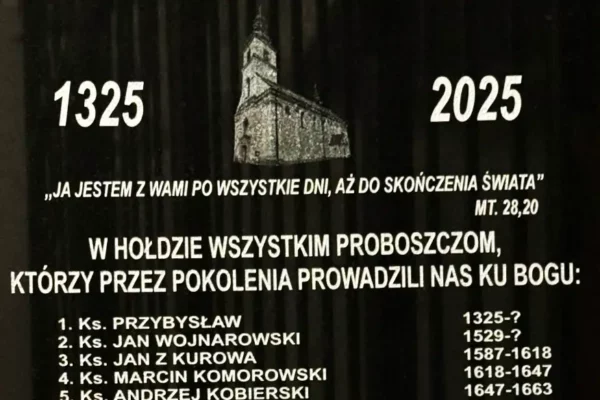 1325 2025
„JA JESTEM Z WAMI PO WSZYSTKIE DNI, AŻ DO SKOŃCZENIA ŚWIATA"
MT. 28,20
W HOŁDZIE WSZYSTKIM PROBOSZCZOM,
KTÓRZY PRZEZ POKOLENIA PROWADZILI NAS KU BOGU:
1. Ks. PRZYBYSŁAW 1325-?
2. Ks. JAN WOJNAROWSKI 1529-?
3. Ks. JAN Z KUROWA 1587-1618
4. Ks. MARCIN KOMOROWSKI 1618-1647
5. Ks. ANDRZEJ KOBIERSKI 1647-1663